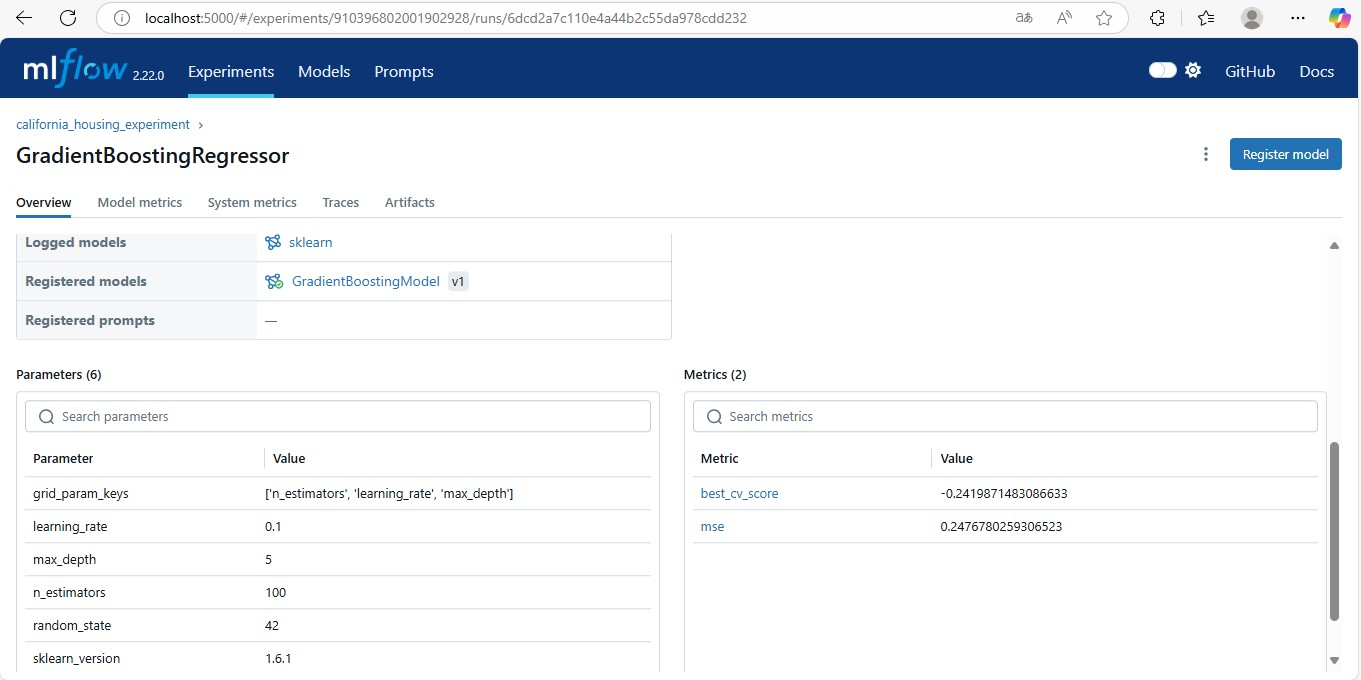 localhost:5000/#/experiments/910396802001902928/runs/6dcd2a7c110e4a44b2c55da978cdd232
mlflow 2.22.0 Experiments Models Prompts GitHub Docs
california_housing_experiment ›
GradientBoostingRegressor
Register model
Overview Model metrics System metrics Traces Artifacts
Logged models sklearn
Registered models GradientBoostingModel v1
Registered prompts —
Parameters (6) Metrics (2)
Search parameters Search metrics
Parameter Value Metric Value
grid_param_keys ['n_estimators', 'learning_rate', 'max_depth'] best_cv_score -0.2419871483086633
learning_rate 0.1 mse 0.2476780259306523
max_depth 5
n_estimators 100
random_state 42
sklearn_version 1.6.1